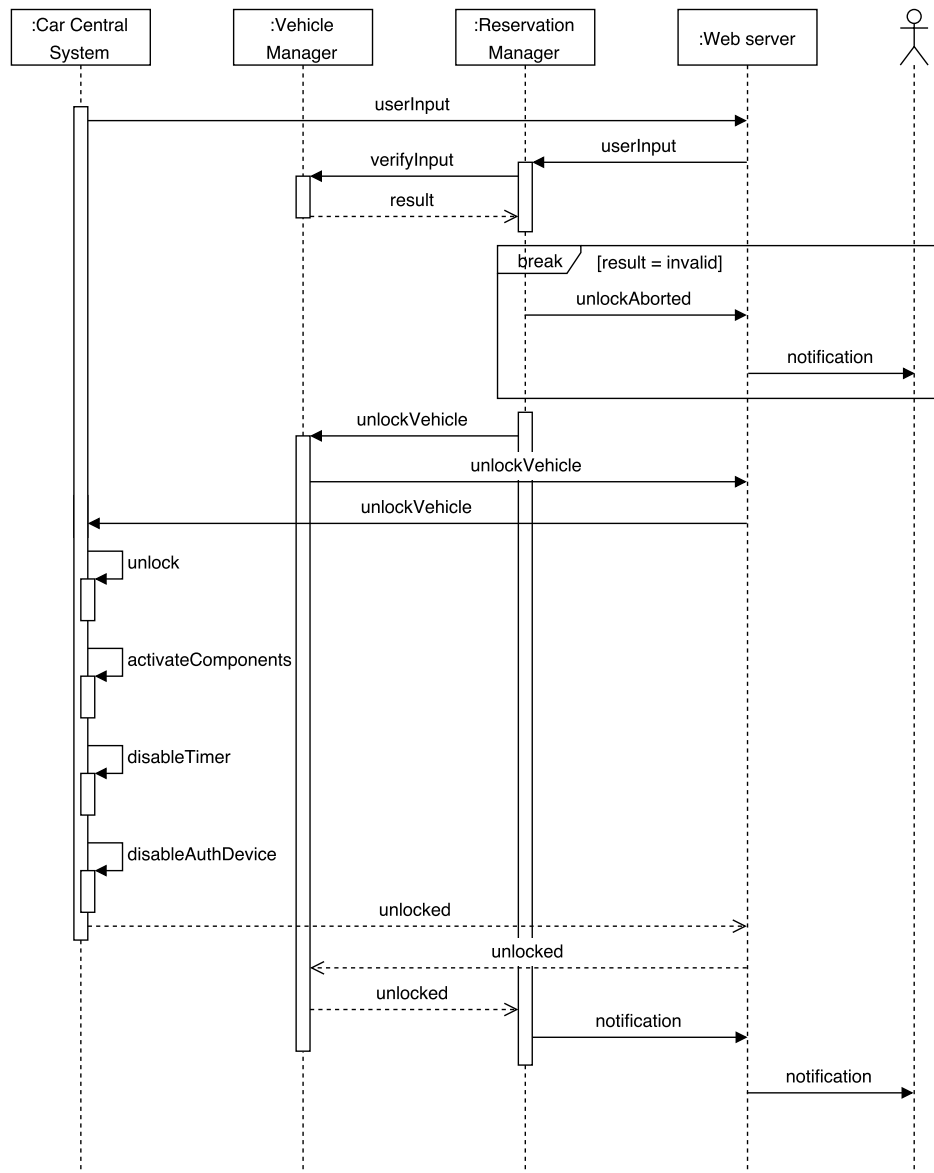 :Car Central
System
:Vehicle
Manager
:Reservation
Manager
:Web server
userInput
userInput
verifyInput
result
break
[result = invalid]
unlockAborted
notification
unlockVehicle
unlockVehicle
unlockVehicle
unlock
activateComponents
disableTimer
disableAuthDevice
unlocked
unlocked
unlocked
notification
notification